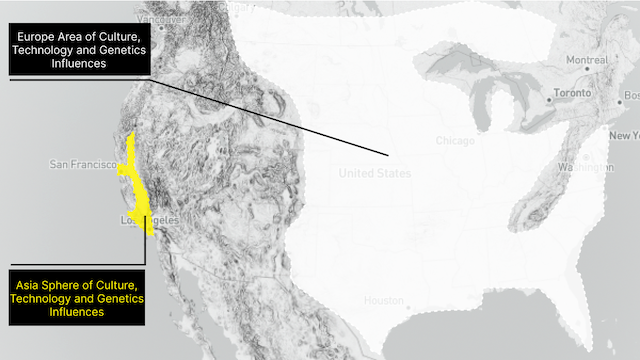 Vancouver
Europe Area of Culture,
Technology and Genetics
Influences
Montreal
Toronto
Bos
New Yo
Chicago
San Francisco
United States
Washington
Los Angeles
Asia Sphere of Culture,
Technology and Genetics
Influences
Houston